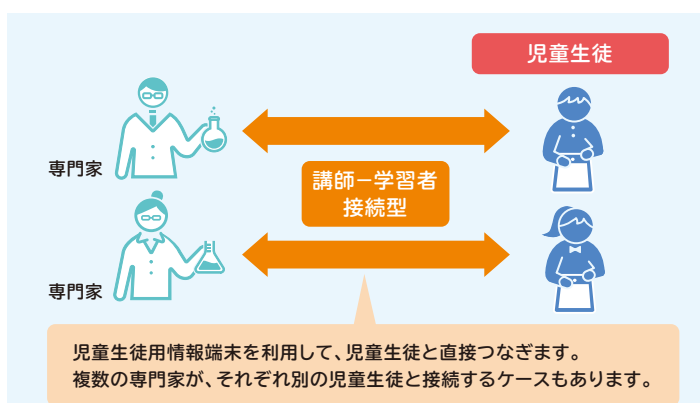 児童生徒
専門家
講師－学習者
接続型
専門家
児童生徒用情報端末を利用して、児童生徒と直接つなぎます。
複数の専門家が、それぞれ別の児童生徒と接続するケースもあります。